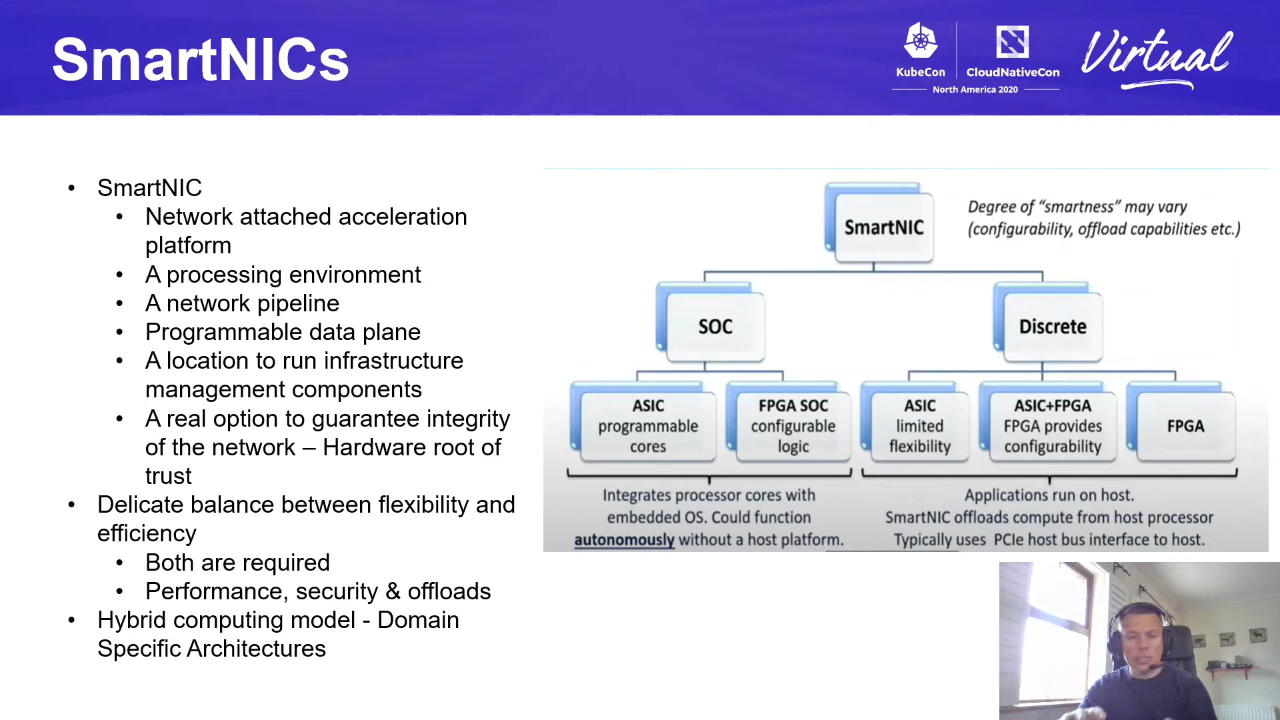 SmartNICs
KubeCon
CloudNativeCon
North America 2020
Virtual
• SmartNIC
• Network attached acceleration
platform
• A processing environment
• A network pipeline
• Programmable data plane
• A location to run infrastructure
management components
• A real option to guarantee integrity
of the network – Hardware root of
trust
• Delicate balance between flexibility and
efficiency
• Both are required
• Performance, security & offloads
• Hybrid computing model - Domain
Specific Architectures
SmartNIC
Degree of “smartness” may vary
(configurability, offload capabilities etc.)
SOC
Discrete
ASIC
programmable
cores
FPGA SOC
configurable
logic
ASIC
limited
flexibility
ASIC+FPGA
FPGA provides
configurability
FPGA
Integrates processor cores with
embedded OS. Could function
autonomously without a host platform.
Applications run on host.
SmartNIC offloads compute from host processor
Typically uses PCIe host bus interface to host.